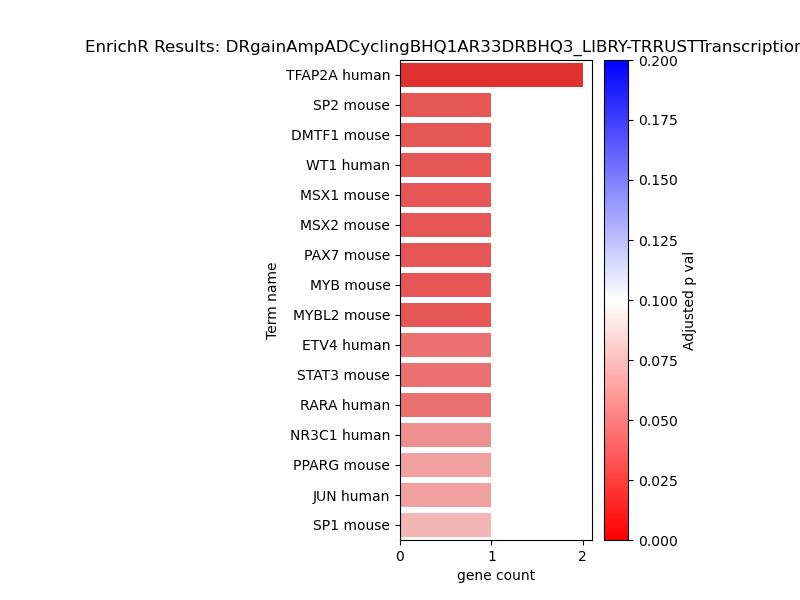 EnrichR Results: DRgainAmpADCyclingBHQ1AR33DRBHQ3_LIBRY-TRRUSTTranscription
TFAP2A human
SP2 mouse
DMTF1 mouse
WT1 human
MSX1 mouse
MSX2 mouse
PAX7 mouse
MYB mouse
MYBL2 mouse
ETV4 human
STAT3 mouse
RARA human
NR3C1 human
PPARG mouse
JUN human
SP1 mouse
Term name
0 1 2
gene count
0.200
0.175
0.150
0.125
0.100
0.075
0.050
0.025
0.000
Adjusted p val